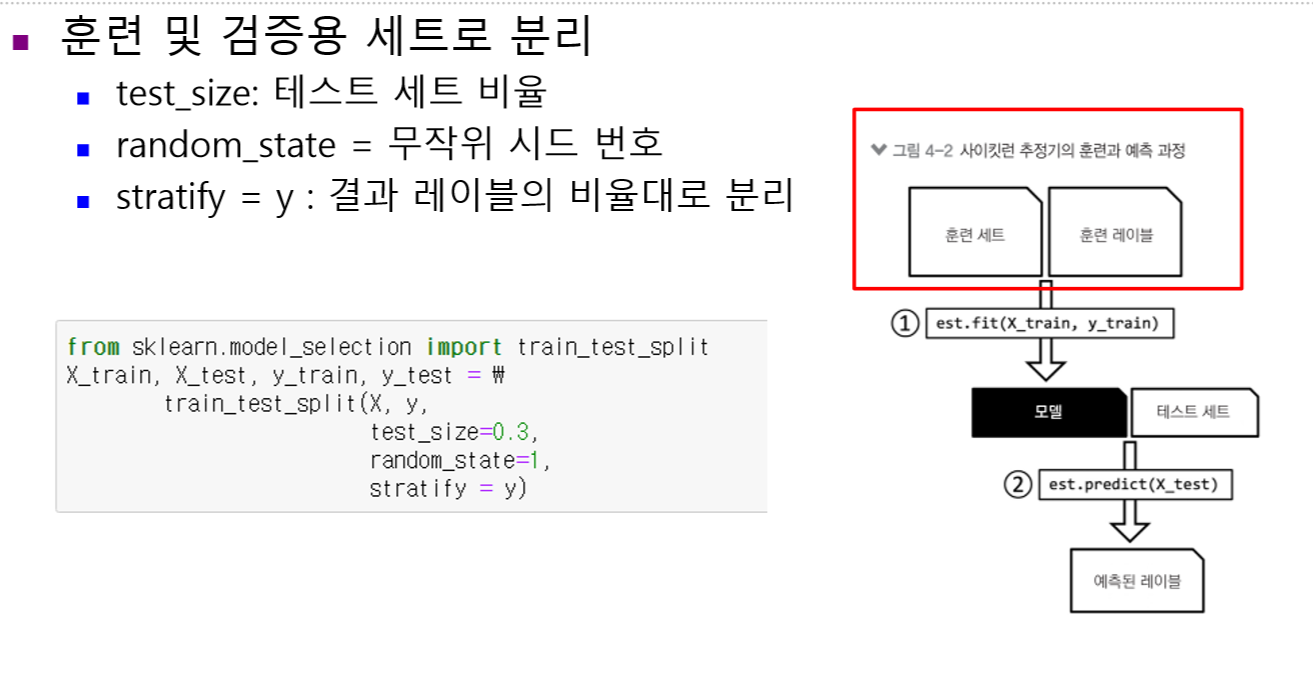 훈련 및 검증용 세트로 분리
test_size: 테스트 세트 비율
random_state = 무작위 시드 번호
stratify = y : 결과 레이블의 비율대로 분리
from sklearn.model_selection import train_test_split
X_train, X_test, y_train, y_test = ₩
train_test_split(X, y,
test_size=0.3,
random_state=1,
stratify = y)
그림 4-2 사이킷런 추정기의 훈련과 예측 과정
훈련 세트
훈련 레이블
① est.fit(X_train, y_train)
모델
테스트 세트
② est.predict(X_test)
예측된 레이블